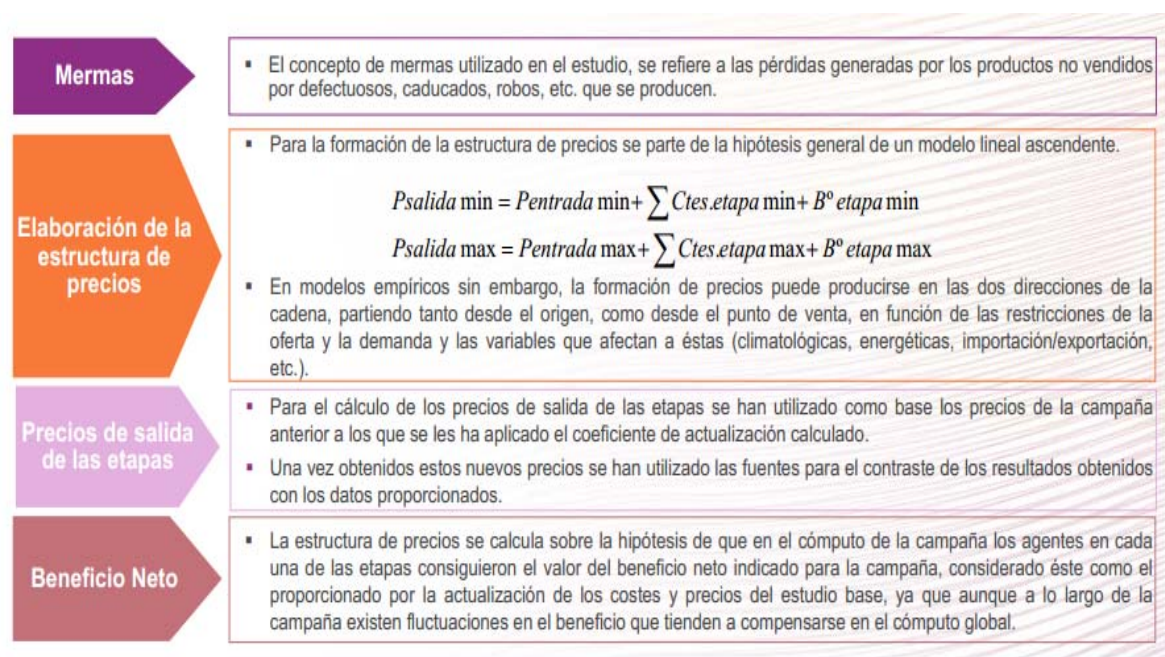 Mermas
▪ El concepto de mermas utilizado en el estudio, se refiere a las pérdidas generadas por los productos no vendidos
por defectuosos, caducados, robos, etc. que se producen.
Elaboración de la
estructura de
precios
▪ Para la formación de la estructura de precios se parte de la hipótesis general de un modelo lineal ascendente.
Psalida min = Pentrada min+ ∑ Ctes.etapa min+ Bº etapa min
Psalida max = Pentrada max+ ∑ Ctes.etapa max+ Bº etapa max
▪ En modelos empíricos sin embargo, la formación de precios puede producirse en las dos direcciones de la
cadena, partiendo tanto desde el origen, como desde el punto de venta, en función de las restricciones de la
oferta y la demanda y las variables que afectan a éstas (climatológicas, energéticas, importación/exportación,
etc.).
Precios de salida
de las etapas
▪ Para el cálculo de los precios de salida de las etapas se han utilizado como base los precios de la campaña
anterior a los que se les ha aplicado el coeficiente de actualización calculado.
▪ Una vez obtenidos estos nuevos precios se han utilizado las fuentes para el contraste de los resultados obtenidos
con los datos proporcionados.
Beneficio Neto
▪ La estructura de precios se calcula sobre la hipótesis de que en el cómputo de la campaña los agentes en cada
una de las etapas consiguieron el valor del beneficio neto indicado para la campaña, considerado éste como el
proporcionado por la actualización de los costes y precios del estudio base, ya que aunque a lo largo de la
campaña existen fluctuaciones en el beneficio que tienden a compensarse en el cómputo global.